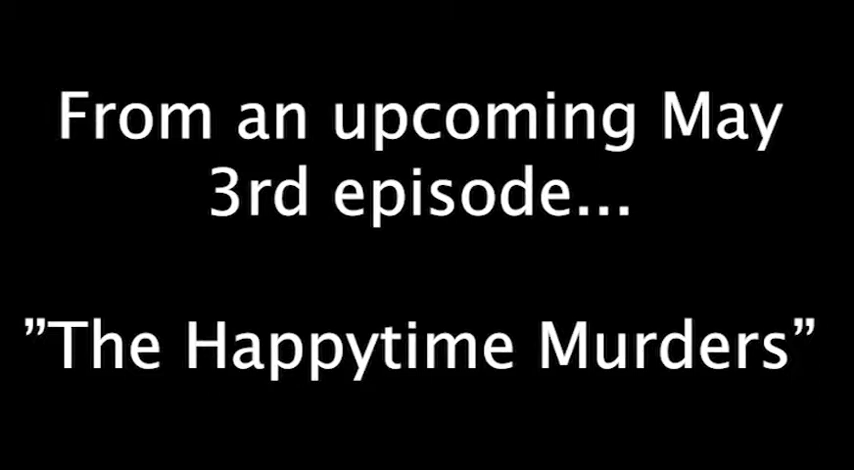 From an upcoming May
3rd episode...
”The Happytime Murders”